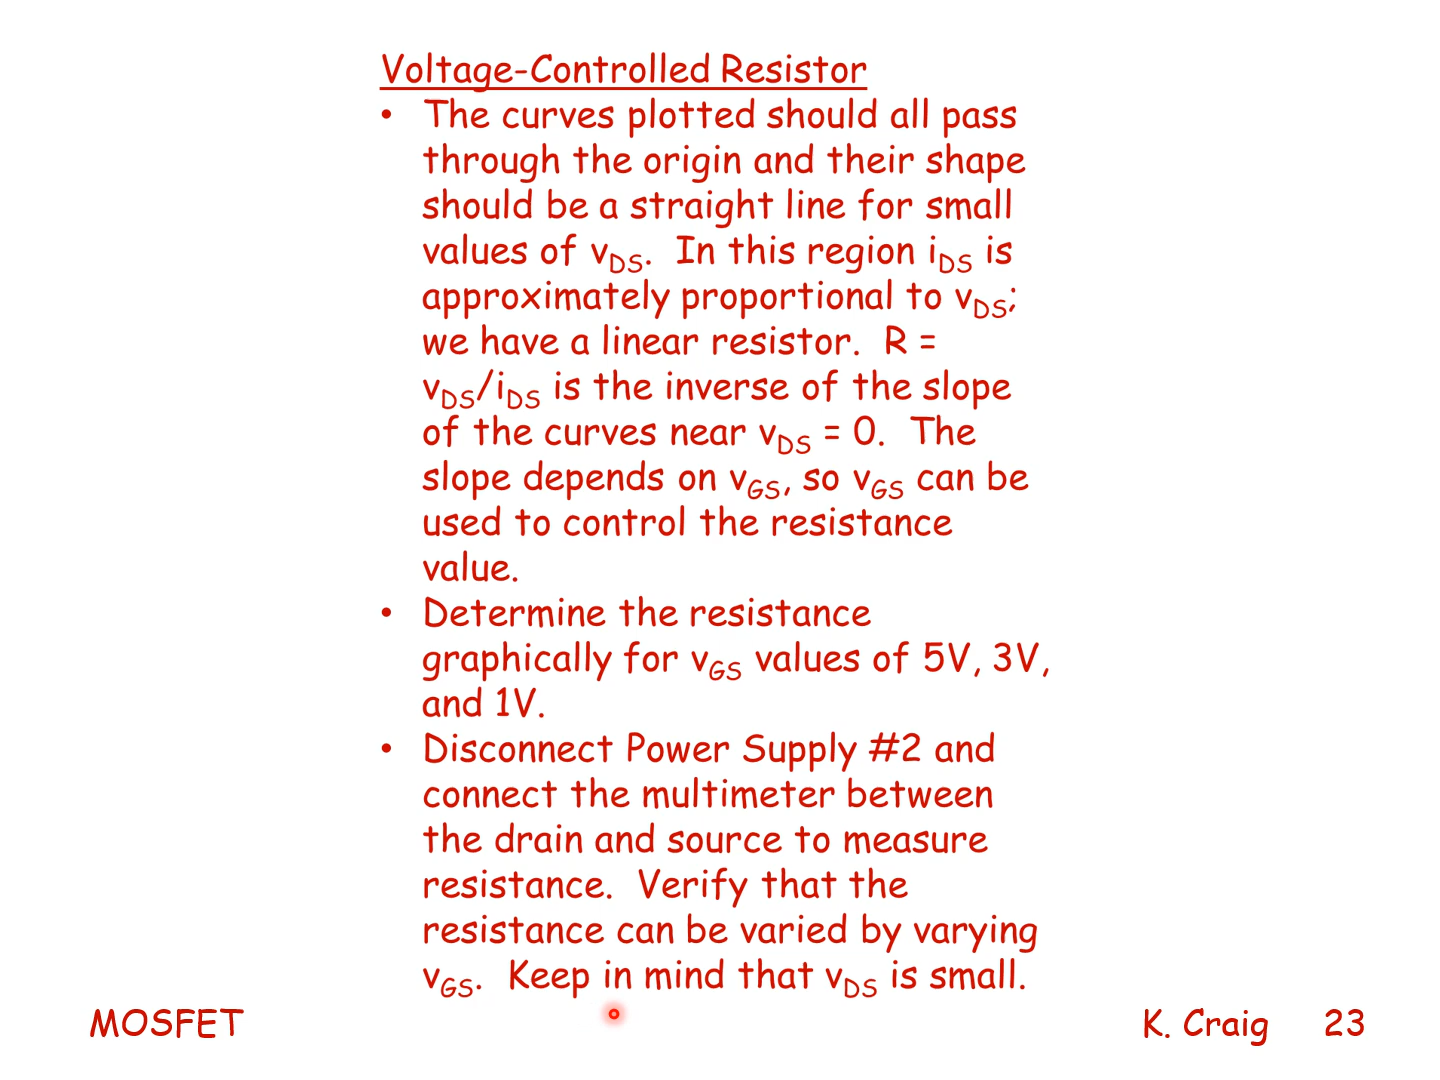 Voltage-Controlled Resistor
• The curves plotted should all pass
through the origin and their shape
should be a straight line for small
values of vDS. In this region iDS is
approximately proportional to vDS;
we have a linear resistor. R =
vDS/iDS is the inverse of the slope
of the curves near vDS = 0. The
slope depends on vGS, so vGS can be
used to control the resistance
value.
• Determine the resistance
graphically for vGS values of 5V, 3V,
and 1V.
• Disconnect Power Supply #2 and
connect the multimeter between
the drain and source to measure
resistance. Verify that the
resistance can be varied by varying
vGS. Keep in mind that vDS is small.
MOSFET
K. Craig 23